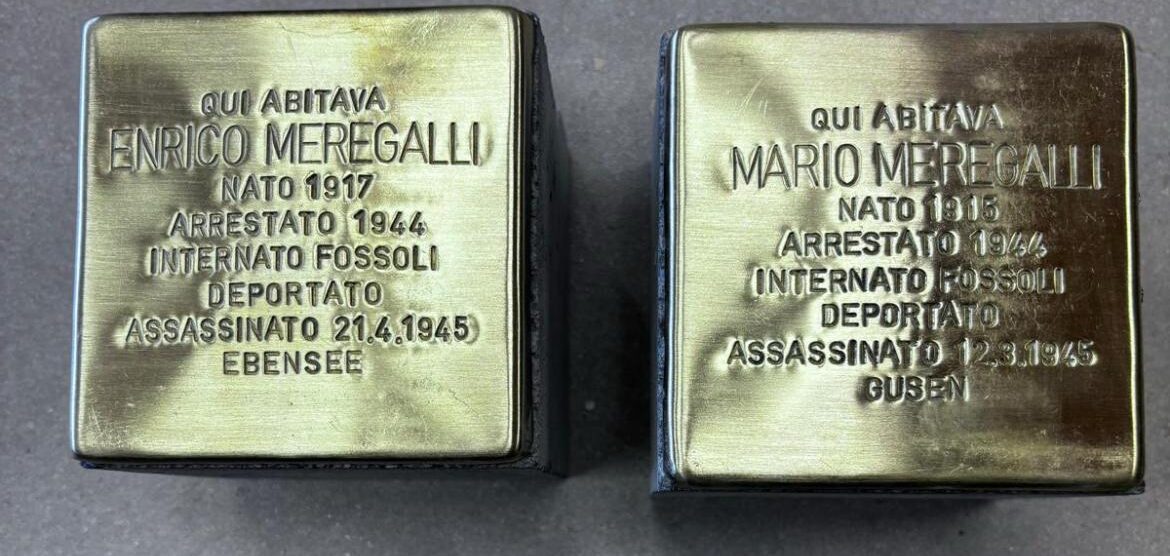 QUI ABITAVA
ENRICO MEREGALLI
NATO 1917
ARRESTATO 1944
INTERNATO FOSSOLI
DEPORTATO
ASSASSINATO 21.4.1945
EBENSEE
QUI ABITAVA
MARIO MEREGALLI
NATO 1915
ARRESTATO 1944
INTERNATO FOSSOLI
DEPORTATO
ASSASSINATO 12.3.1945
GUSEN